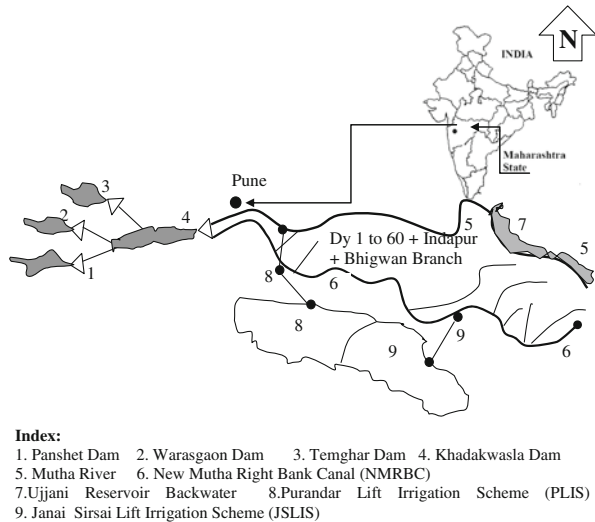 INDIA
N
Maharashtra
State
Pune
3
2
4
1
5
7
5
Dy 1 to 60 + Indapur
+ Bhigwan Branch
8
6
8
9
9
6
Index:
1. Panshet Dam 2. Warasgaon Dam 3. Temghar Dam 4. Khadakwasla Dam
5. Mutha River 6. New Mutha Right Bank Canal (NMRBC)
7.Ujjani Reservoir Backwater 8.Purandar Lift Irrigation Scheme (PLIS)
9. Janai Sirsai Lift Irrigation Scheme (JSLIS)